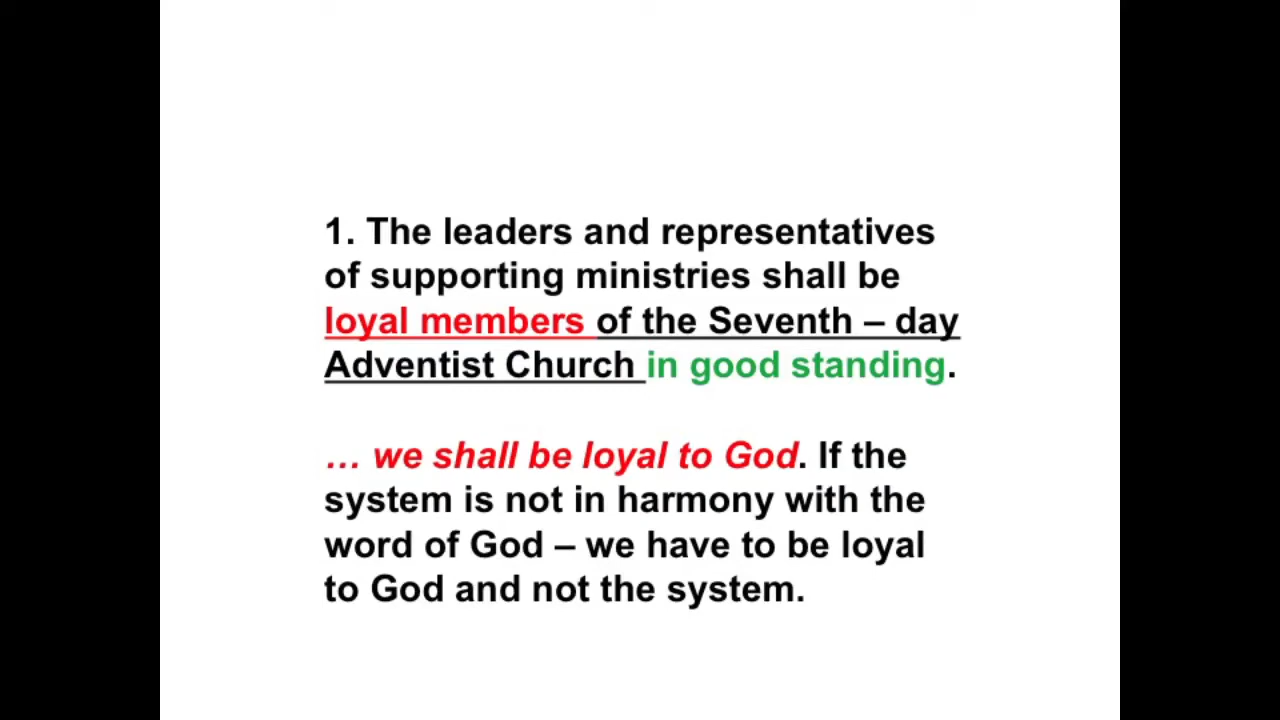 1. The leaders and representatives
of supporting ministries shall be
loyal members of the Seventh – day
Adventist Church in good standing.
... we shall be loyal to God. If the
system is not in harmony with the
word of God – we have to be loyal
to God and not the system.